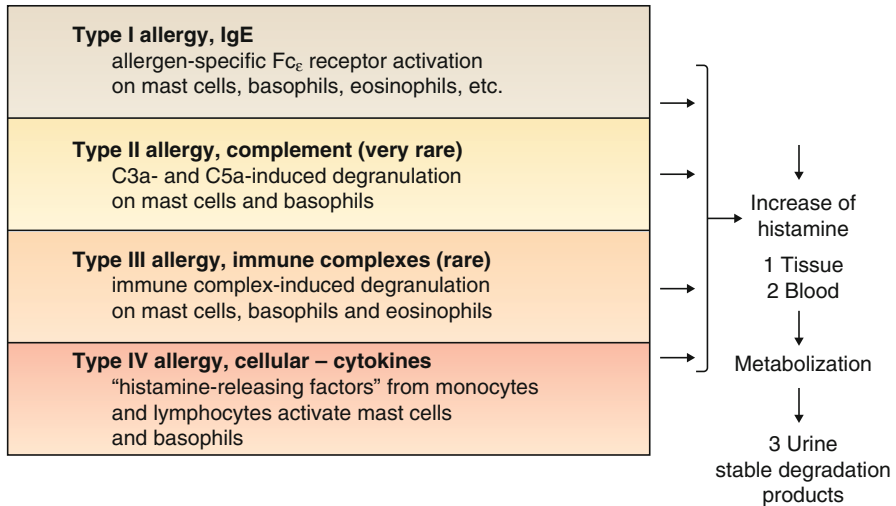 Type I allergy, IgE
allergen-specific Fcε receptor activation
on mast cells, basophils, eosinophils, etc.
Type II allergy, complement (very rare)
C3a- and C5a-induced degranulation
on mast cells and basophils
Type III allergy, immune complexes (rare)
immune complex-induced degranulation
on mast cells, basophils and eosinophils
Type IV allergy, cellular – cytokines
“histamine-releasing factors” from monocytes
and lymphocytes activate mast cells
and basophils
Increase of
histamine
1 Tissue
2 Blood
Metabolization
3 Urine
stable degradation
products